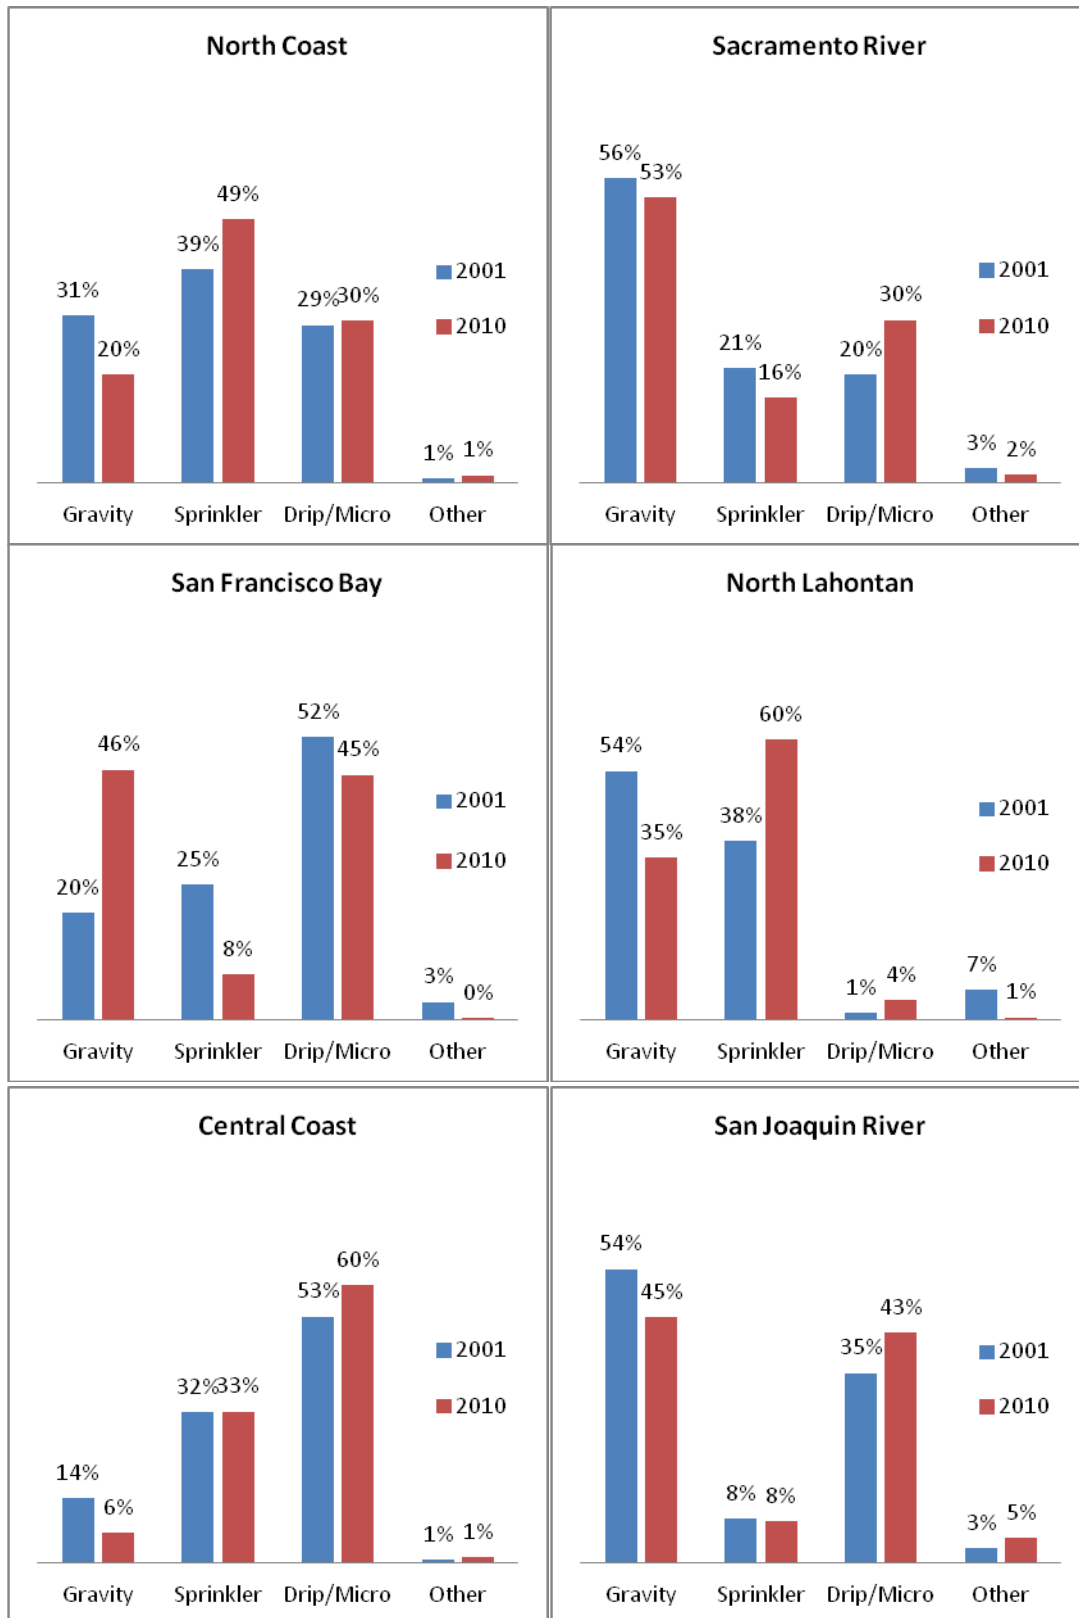 North Coast
49%
39%
31%
29%
30%
20%
1%
1%
2001
2010
Gravity
Sprinkler
Drip/Micro
Other
Sacramento River
56%
53%
30%
21%
20%
16%
3%
2%
2001
2010
Gravity
Sprinkler
Drip/Micro
Other
San Francisco Bay
52%
46%
45%
25%
20%
8%
3%
0%
2001
2010
Gravity
Sprinkler
Drip/Micro
Other
North Lahontan
60%
54%
38%
35%
7%
4%
1%
1%
2001
2010
Gravity
Sprinkler
Drip/Micro
Other
Central Coast
60%
53%
32%
33%
14%
6%
1%
1%
2001
2010
Gravity
Sprinkler
Drip/Micro
Other
San Joaquin River
54%
45%
43%
35%
8%
8%
5%
3%
2001
2010
Gravity
Sprinkler
Drip/Micro
Other